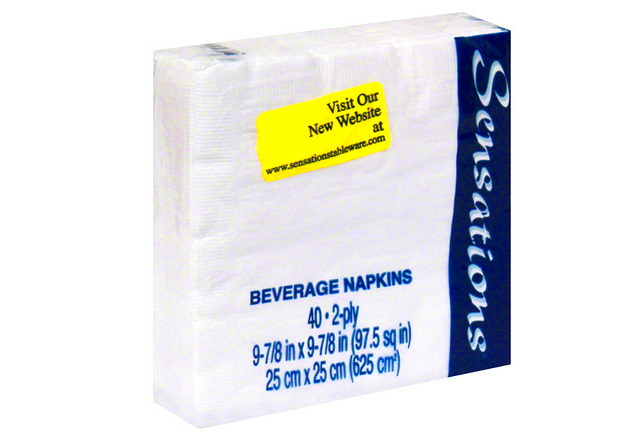 Visit Our
New Website
at
www.sensationstableware.com
Sensations
BEVERAGE NAPKINS
40 • 2-ply
9-7/8 in x 9-7/8 in (97.5 sq in)
25 cm x 25 cm (625 cm²)